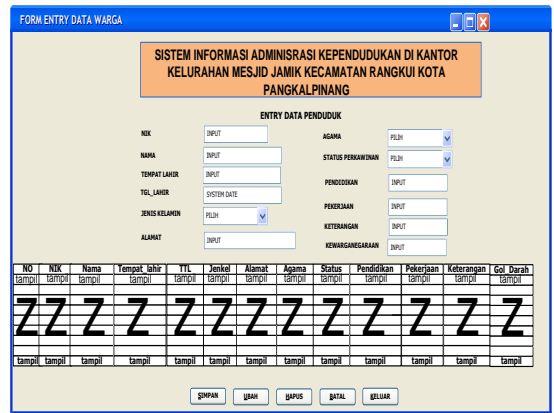 FORM ENTRY DATA WARGA
SISTEM INFORMASI ADMINISRASI KEPENDUDUKAN DI KANTOR
KELURAHAN MESJID JAMIK KECAMATAN RANGKUI KOTA
PANGKALPINANG
ENTRY DATA PENDUDUK
NIK INPUT
NAMA INPUT
TEMPAT LAHIR INPUT
TGL_LAHIR SYSTEM DATE
JENIS KELAMIN PILIH
ALAMAT INPUT
AGAMA PILIH
STATUS PERKAWINAN PILIH
PENDIDIKAN INPUT
PEKERJAAN INPUT
KETERANGAN INPUT
KEWARGANEGARAAN INPUT
NO NIK Nama Tempat_lahir TTL Jenkel Alamat Agama Status Pendidikan Pekerjaan Keterangan Gol_Darah
tampil tampil tampil tampil tampil tampil tampil tampil tampil tampil tampil tampil tampil
Z Z Z Z Z Z Z Z Z Z Z Z Z
tampil tampil tampil tampil tampil tampil tampil tampil tampil tampil tampil tampil tampil
SIMPAN UBAH HAPUS BATAL KELUAR